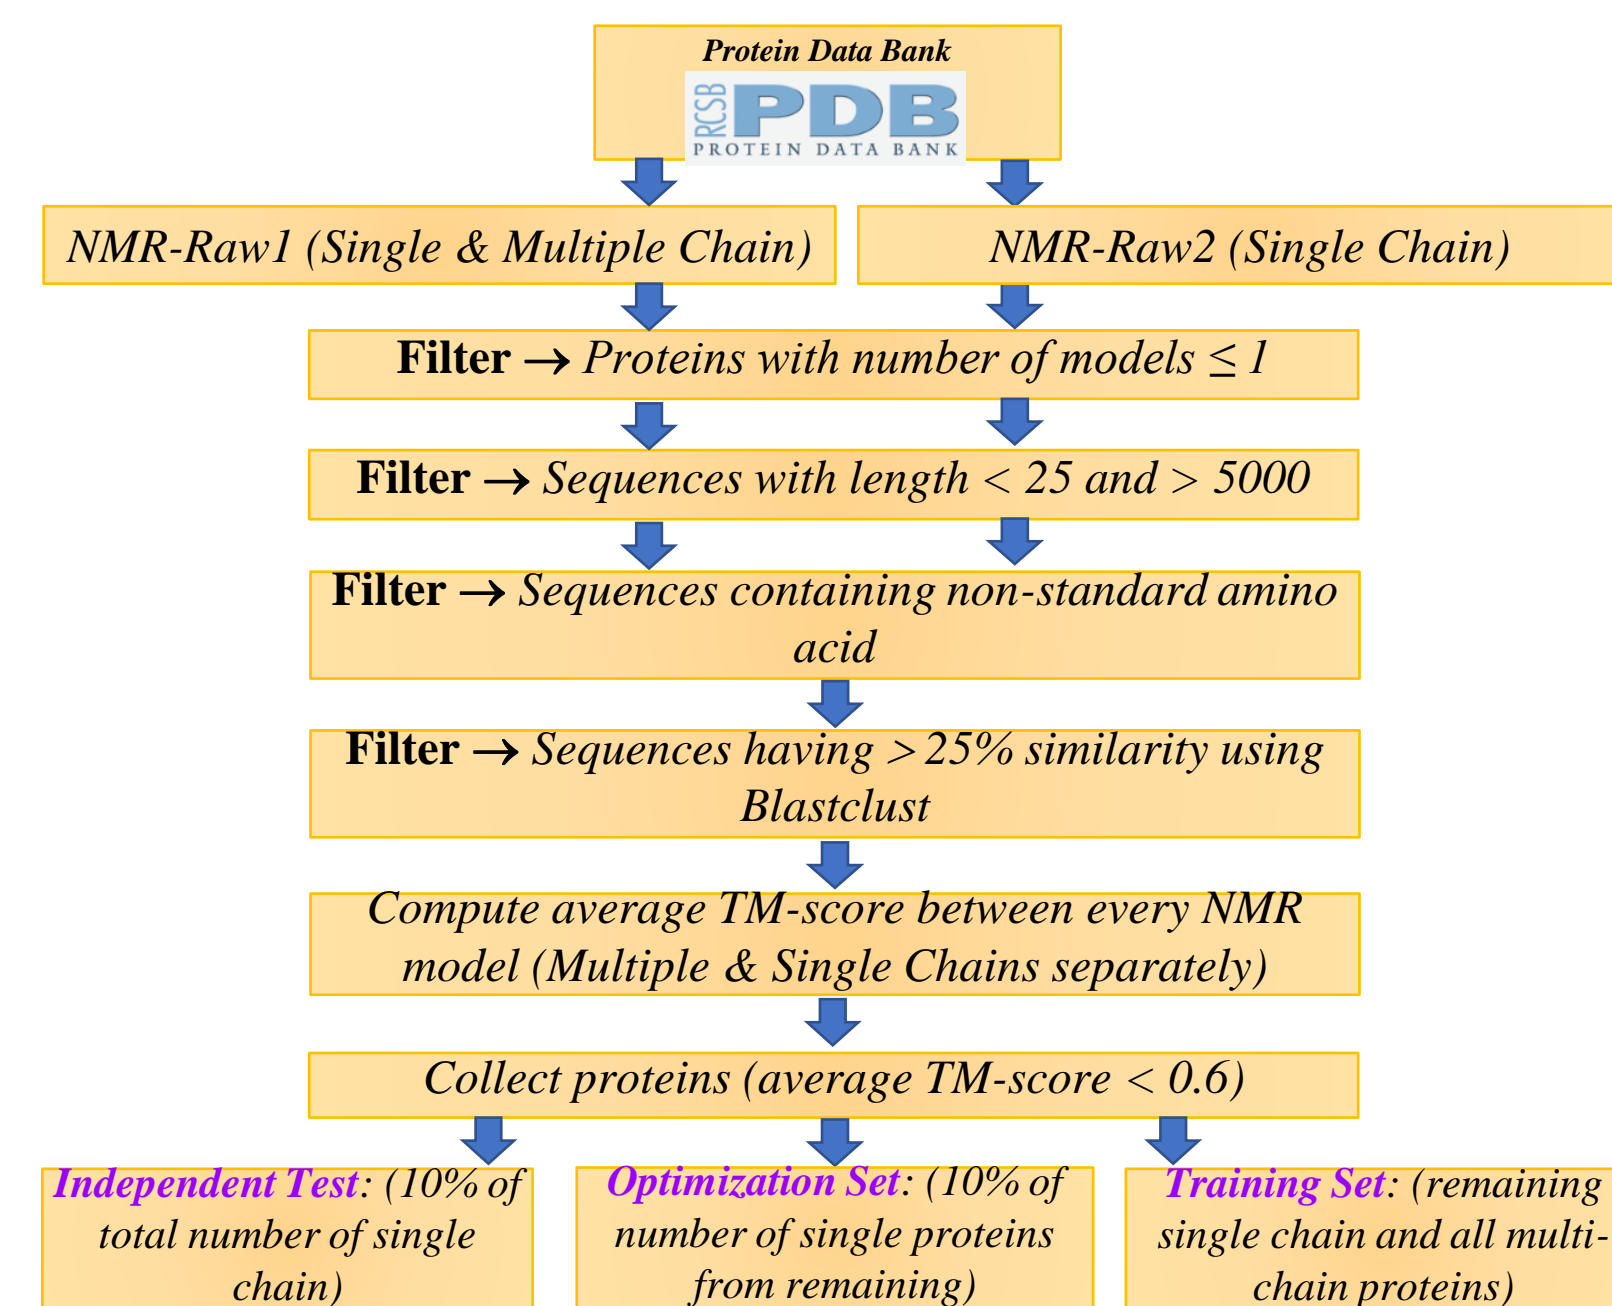 Protein Data Bank
RCSB PDB
PROTEIN DATA BANK
NMR-Raw1 (Single & Multiple Chain)
NMR-Raw2 (Single Chain)
Filter → Proteins with number of models ≤ 1
Filter → Sequences with length < 25 and > 5000
Filter → Sequences containing non-standard amino
acid
Filter → Sequences having > 25% similarity using
Blastclust
Compute average TM-score between every NMR
model (Multiple & Single Chains separately)
Collect proteins (average TM-score < 0.6)
Independent Test: (10% of
total number of single
chain)
Optimization Set: (10% of
number of single proteins
from remaining)
Training Set: (remaining
single chain and all multi-
chain proteins)